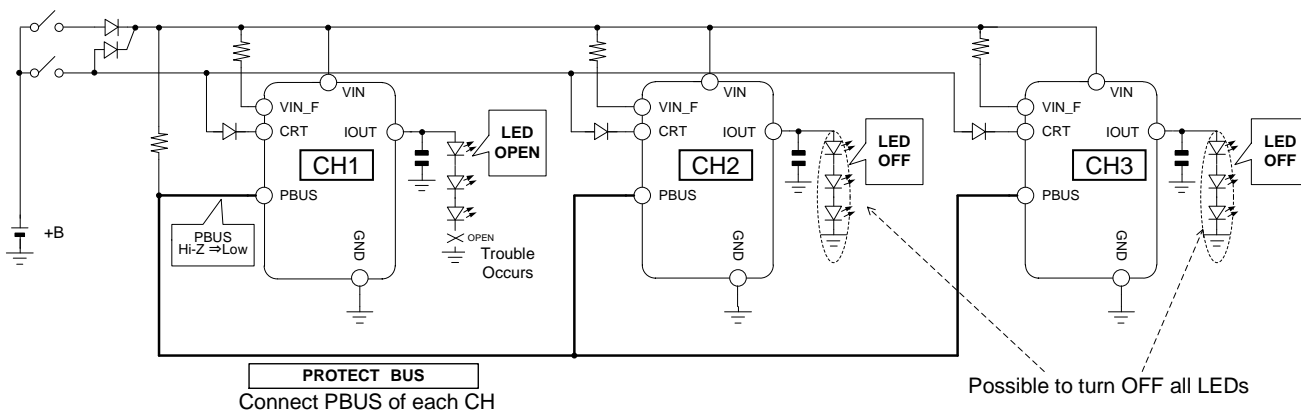 VIN
VIN_F
CRT
IOUT
LED
OPEN
CH1
PBUS
PBUS
Hi-Z ⇒Low
GND
OPEN
Trouble
Occurs
VIN
VIN_F
CRT
IOUT
LED
OFF
CH2
PBUS
GND
VIN
VIN_F
CRT
IOUT
LED
OFF
CH3
PBUS
GND
+B
PROTECT BUS
Connect PBUS of each CH
Possible to turn OFF all LEDs